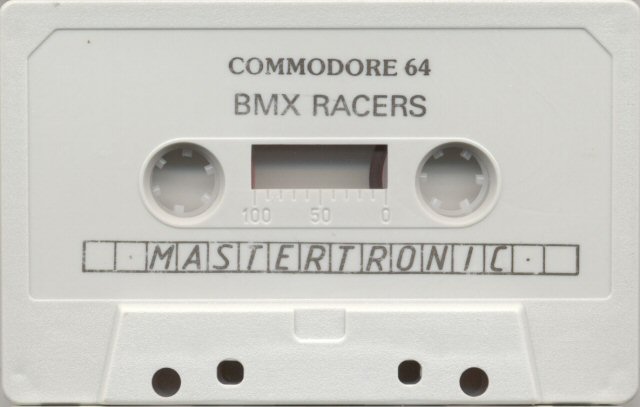 COMMODORE 64
BMX RACERS
100 50 0
·MASTERTRONIC·